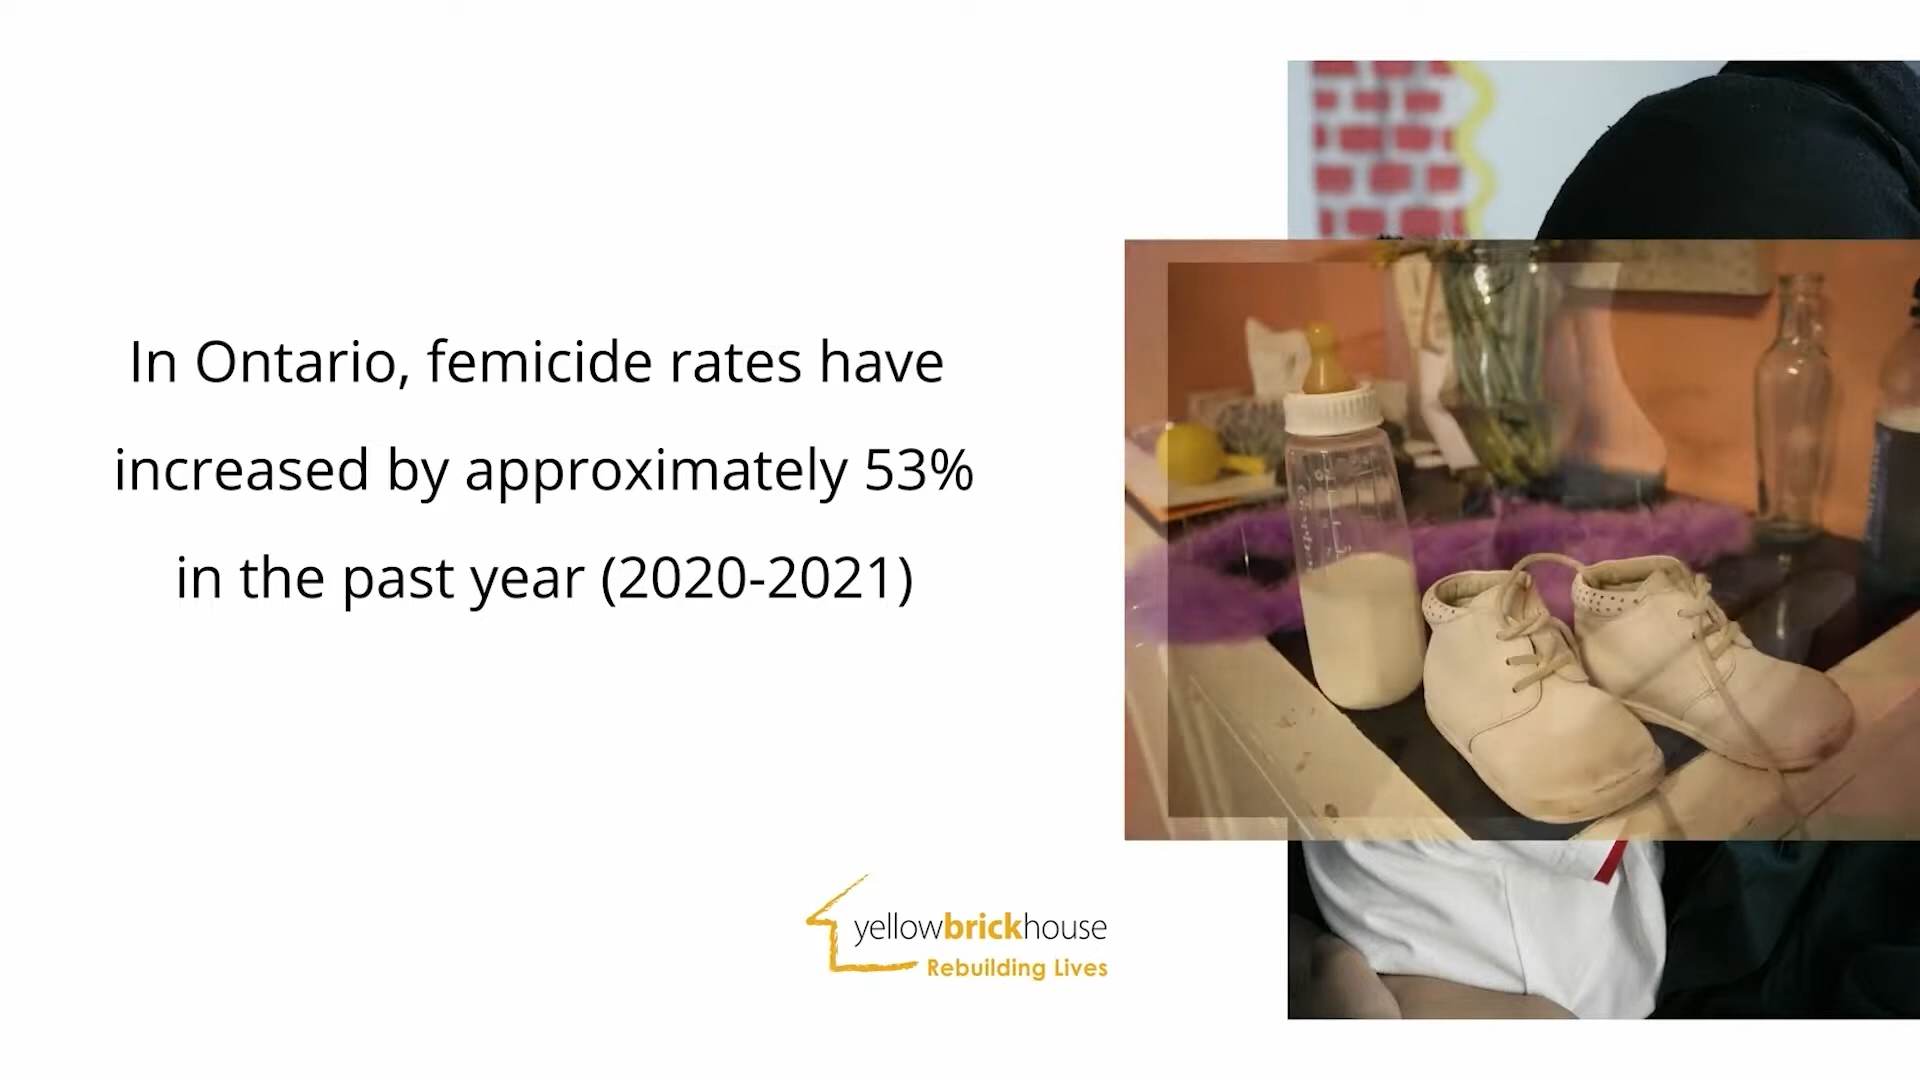 In Ontario, femicide rates have
increased by approximately 53%
in the past year (2020-2021)
yellowbrickhouse
Rebuilding Lives